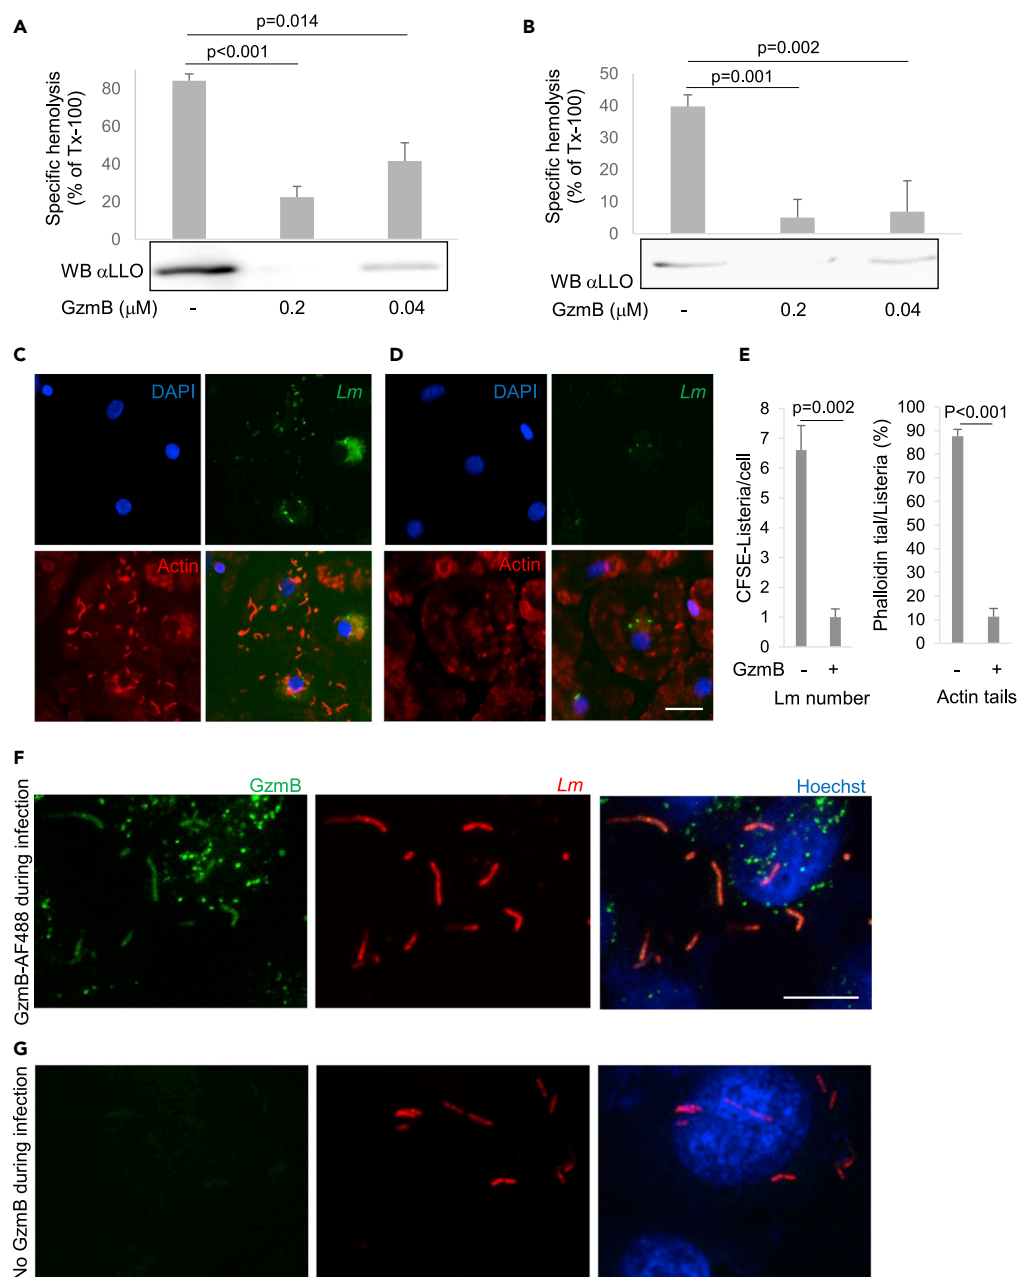 A
p=0.014
p<0.001
Specific hemolysis
(% of Tx-100)
80
60
40
20
0
WB αLLO
GzmB (μM)
-
0.2
0.04
B
p=0.002
p=0.001
Specific hemolysis
(% of Tx-100)
50
40
30
20
10
0
WB αLLO
GzmB (μM)
-
0.2
0.04
C
DAPI
Lm
Actin
D
DAPI
Lm
Actin
E
CFSE-Listeria/cell
8
7
6
5
4
3
2
1
0
p=0.002
GzmB
-
+
Lm number
Phalloidin tial/Listeria (%)
100
90
80
70
60
50
40
30
20
10
0
P<0.001
-
+
Actin tails
F
GzmB-AF488 during infection
GzmB
Lm
Hoechst
G
No GzmB during infection